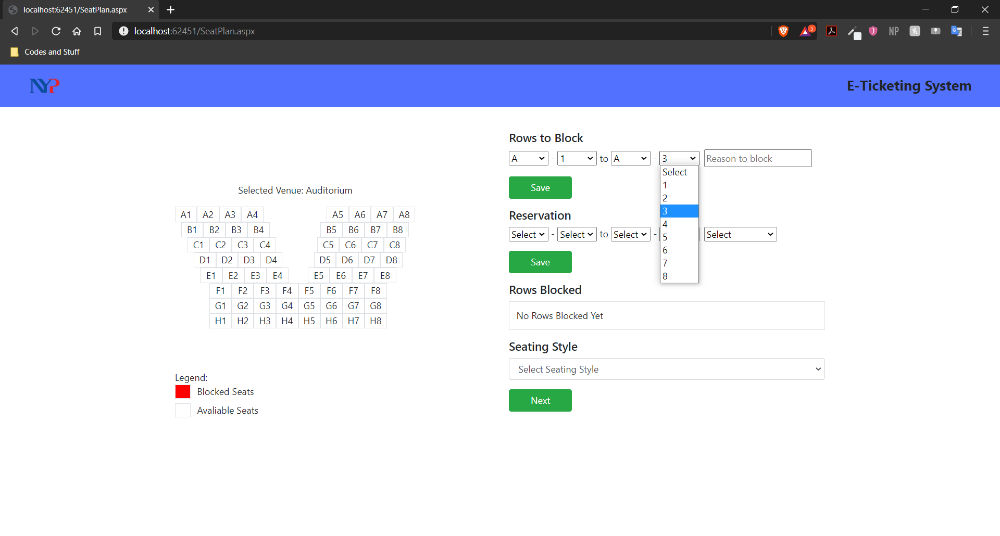 localhost:62451/SeatPlan.aspx
localhost:62451/SeatPlan.aspx
3
NP
Codes and Stuff
NYP
E-Ticketing System
Rows to Block
A - 1 to A - 3 Reason to block
Select
1
2
3
4
5
6
7
8
Save
Reservation
Select - Select to Select - Select
Save
Rows Blocked
No Rows Blocked Yet
Seating Style
Select Seating Style
Next
Selected Venue: Auditorium
A1 A2 A3 A4 A5 A6 A7 A8
B1 B2 B3 B4 B5 B6 B7 B8
C1 C2 C3 C4 C5 C6 C7 C8
D1 D2 D3 D4 D5 D6 D7 D8
E1 E2 E3 E4 E5 E6 E7 E8
F1 F2 F3 F4 F5 F6 F7 F8
G1 G2 G3 G4 G5 G6 G7 G8
H1 H2 H3 H4 H5 H6 H7 H8
Legend:
Blocked Seats
Avaliable Seats